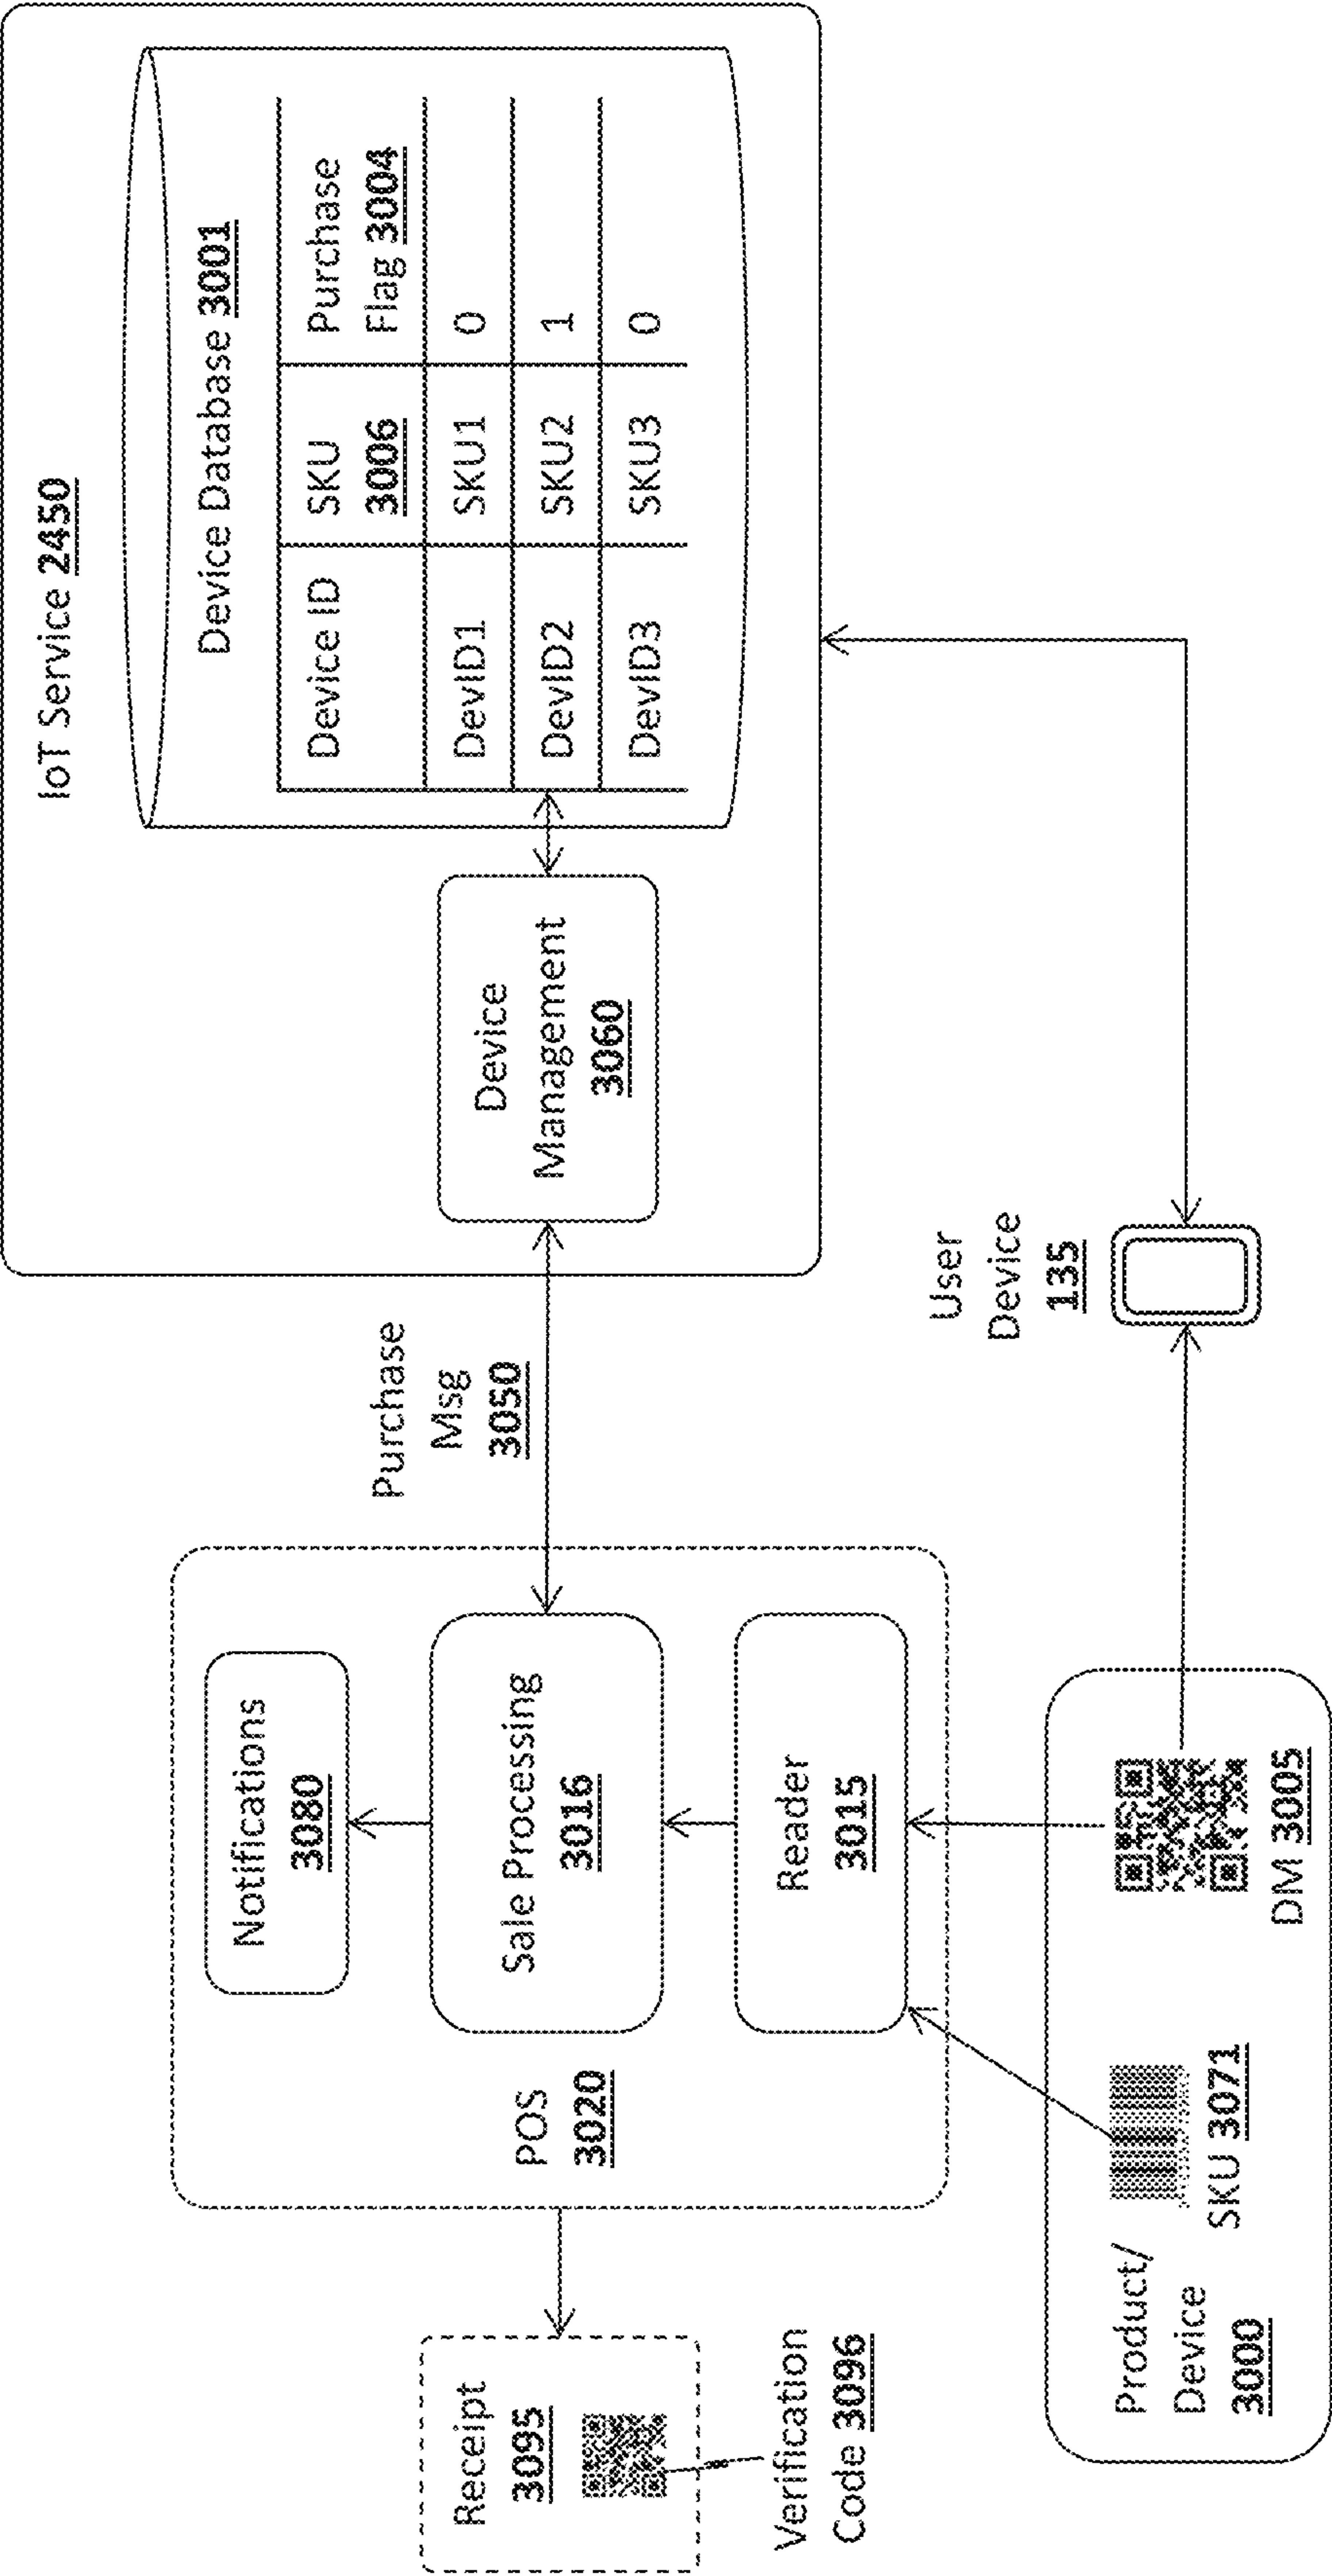 IoT Service 2450
Device Database 3001
Device ID
SKU
3006
Purchase
Flag 3004
DevID1
SKU1
0
DevID2
SKU2
1
DevID3
SKU3
0
Device
Management
3060
Purchase
Msg
3050
Notifications
3080
Sale Processing
3016
Reader
3015
POS
3020
Receipt
3095
Verification
Code 3096
User
Device
135
Product/
Device
3000
SKU 3071
DM 3005